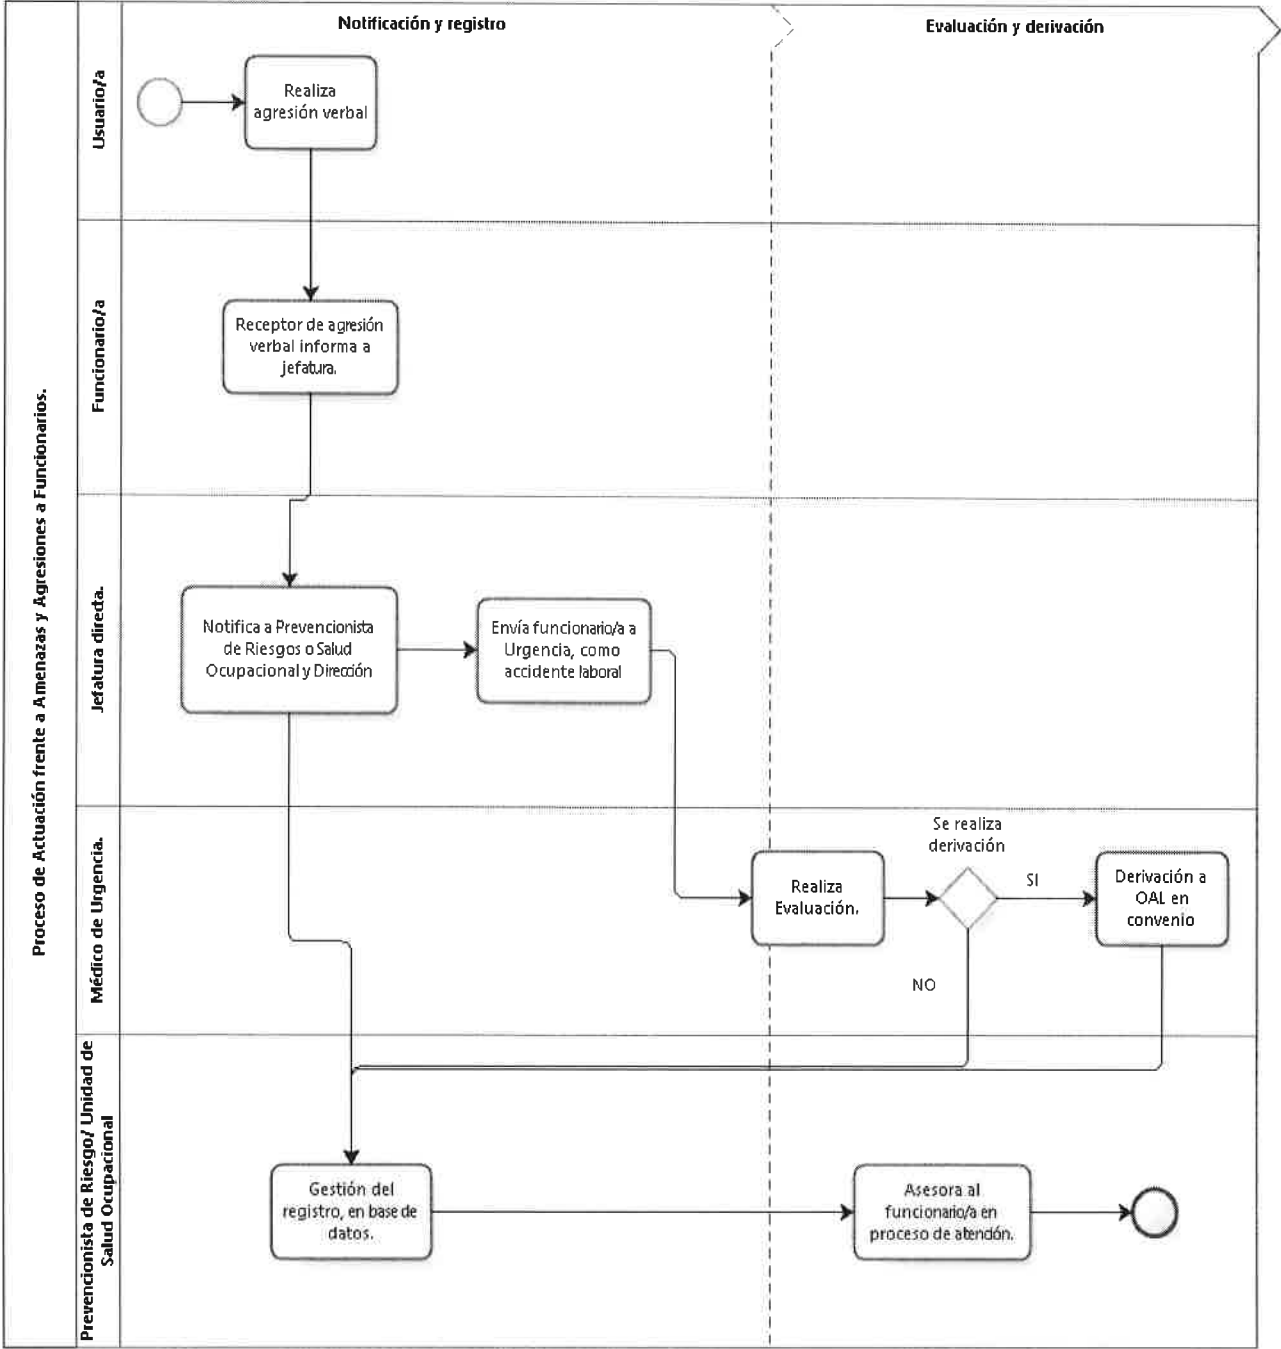 Notificación y registro
Evaluación y derivación
Proceso de Actuación frente a Amenazas y Agresiones a Funcionarios.
Usuario/a
Realiza
agresión verbal
Funcionario/a
Receptor de agresión
verbal informa a
jefatura.
Jefatura directa.
Notifica a Prevencionista
de Riesgos o Salud
Ocupacional y Dirección
Envía funcionario/a a
Urgencia, como
accidente laboral
Médico de Urgencia.
Realiza
Evaluación.
Se realiza
derivación
SI
NO
Derivación a
OAL en
convenio
Prevencionista de Riesgo/ Unidad de
Salud Ocupacional
Gestión del
registro, en base de
datos.
Asesora al
funcionario/a en
proceso de atención.